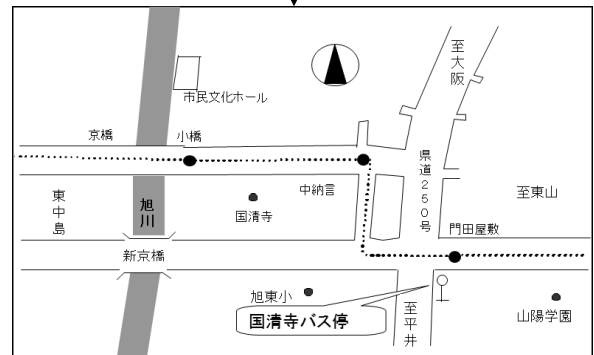 至大阪
市民文化ホール
京橋
小橋
県道250号
東中島
旭川
国清寺
中納言
至東山
門田屋敷
新京橋
旭東小
国清寺バス停
至平井
山陽学園